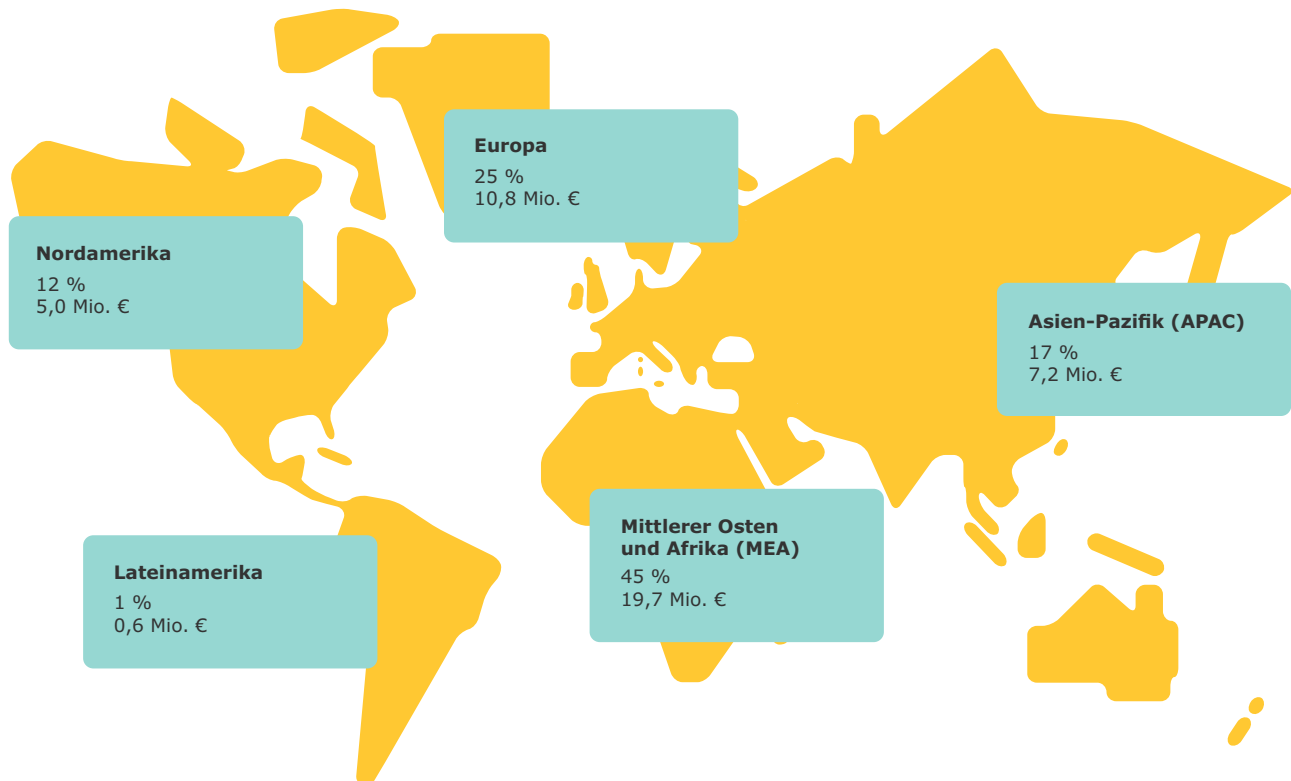 Europa
25 %
10,8 Mio. €
Nordamerika
12 %
5,0 Mio. €
Asien-Pazifik (APAC)
17 %
7,2 Mio. €
Mittlerer Osten
und Afrika (MEA)
45 %
19,7 Mio. €
Lateinamerika
1 %
0,6 Mio. €